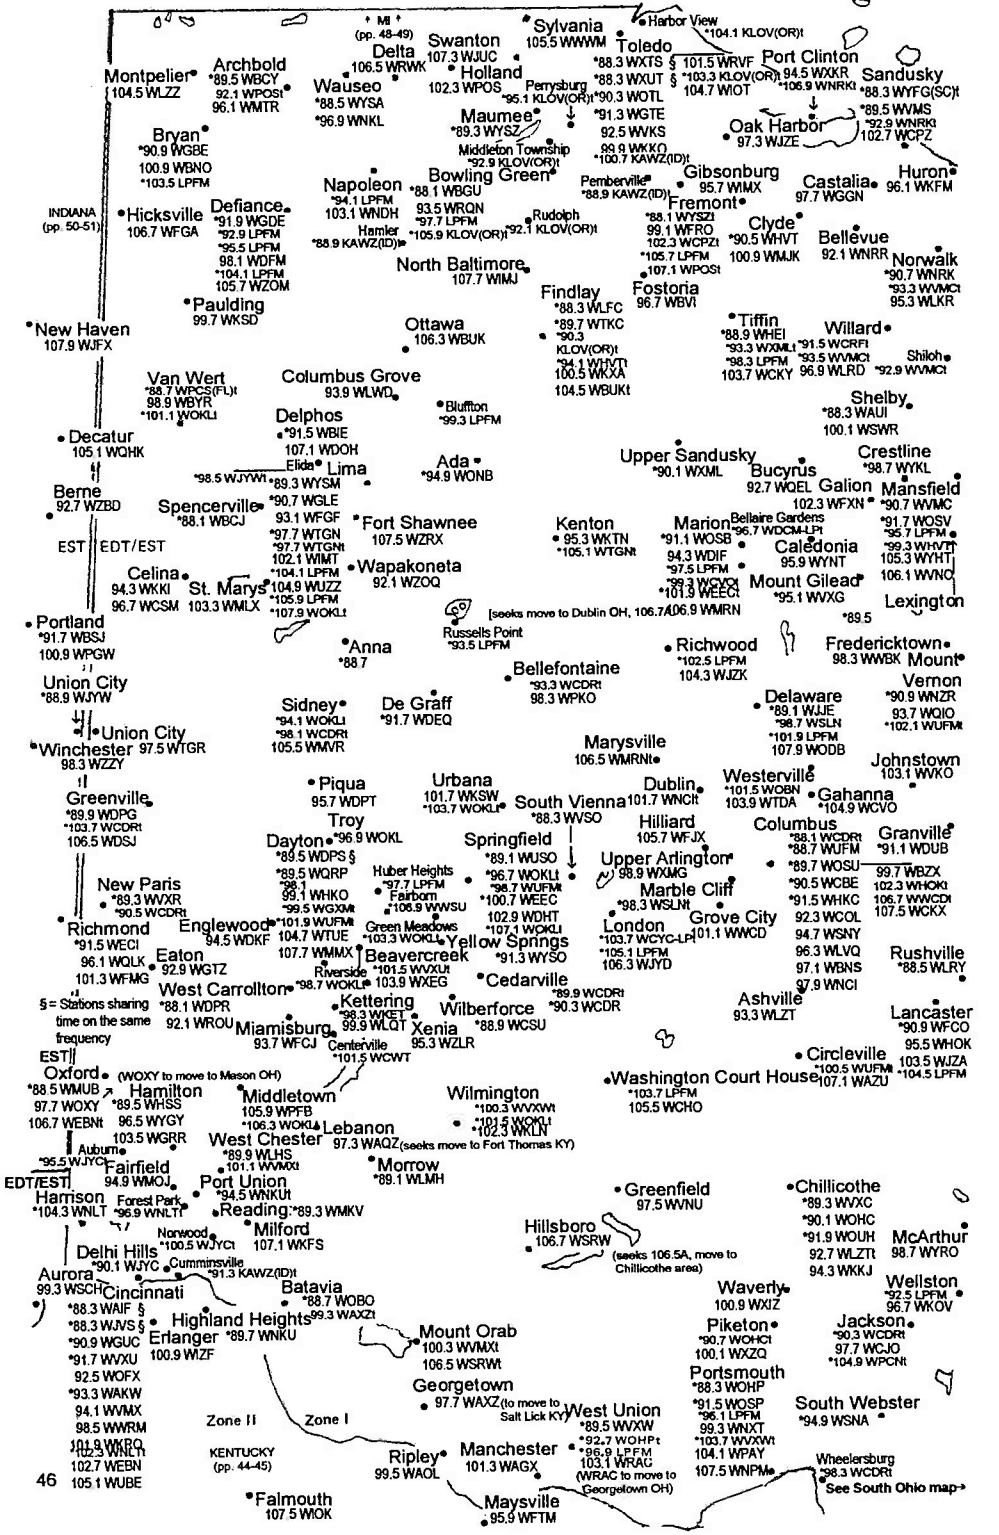 ↑ MI ↑
(pp. 48-49)
Harbor View
*104.1 KLOV(OR)t
Sylvania
105.5 WWWM
Swanton
107.3 WJUC
Delta
106.5 WRWK
Archbold
*89.5 WBCY
92.1 WPOSt
96.1 WMTR
Montpelier
104.5 WLZZ
Wauseo
*88.5 WYSA
*96.9 WNKL
Holland
102.3 WPOS
Perrysburg
*95.1 KLOV(OR)t
Toledo
*88.3 WXTS §
*88.3 WXUT §
*90.3 WOTL
*91.3 WGTE
92.5 WVKS
99.9 WKKO
*100.7 KAWZ(ID)t
101.5 WRVF
*103.3 KLOV(OR)t
104.7 WIOT
Port Clinton
94.5 WXKR
*106.9 WNRKt
Sandusky
*88.3 WYFG(SC)t
*89.5 WVMS
*92.9 WNRKt
102.7 WCPZ
Maumee
*89.3 WYSZ
Oak Harbor
97.3 WJZE
Bryan
*90.9 WGBE
100.9 WBNO
*103.5 LPFM
Middleton Township
*92.9 KLOV(OR)t
Napoleon
*94.1 LPFM
103.1 WNDH
Bowling Green
*88.1 WBGU
93.5 WRQN
*97.7 LPFM
*105.9 KLOV(OR)t
Pemberville
*88.9 KAWZ(ID)t
Gibsonburg
95.7 WIMX
Castalia
97.7 WGGN
Huron
96.1 WKFM
INDIANA
(pp. 50-51)
Hicksville
106.7 WFGA
Defiance
*91.9 WGDE
*92.9 LPFM
*95.5 LPFM
98.1 WDFM
*104.1 LPFM
105.7 WZOM
Hamler
*88.9 KAWZ(ID)t
Rudolph
*92.1 KLOV(OR)t
Fremont
*88.1 WYSZt
99.1 WFRO
102.3 WCPZt
*105.7 LPFM
*107.1 WPOSt
Clyde
*90.5 WHVT
100.9 WMJK
Bellevue
92.1 WNRR
Norwalk
*90.7 WNRK
*93.3 WVMCt
95.3 WLKR
North Baltimore
107.7 WIMJ
Fostoria
96.7 WBVI
Paulding
99.7 WKSD
Findlay
*88.3 WLFC
*89.7 WTKC
*90.3
KLOV(OR)t
*94.1 WHVTt
100.5 WKXA
104.5 WBUKt
New Haven
107.9 WJFX
Ottawa
106.3 WBUK
Tiffin
*88.9 WHEI
*93.3 WXMLt
*98.3 LPFM
103.7 WCKY
Willard
*91.5 WCRFt
*93.5 WVMCt
96.9 WLRD
Shiloh
*92.9 WVMCt
Van Wert
*88.7 WPCS(FL)t
98.9 WBYR
*101.1 WOKLt
Columbus Grove
93.9 WLWD
Bluffton
*99.3 LPFM
Shelby
*88.3 WAUI
100.1 WSWR
Delphos
*91.5 WBIE
107.1 WDOH
Decatur
105.1 WQHK
Elida
*98.5 WJYWt
Lima
*89.3 WYSM
*90.7 WGLE
93.1 WFGF
*97.7 WTGN
*97.7 WTGNt
102.1 WIMT
*104.1 LPFM
104.9 WUZZ
*105.9 LPFM
*107.9 WOKLt
Ada
*94.9 WONB
Upper Sandusky
*90.1 WXML
Bucyrus
92.7 WQEL
Crestline
*98.7 WYKL
Galion
102.3 WFXN
Mansfield
*90.7 WVMC
*91.7 WOSV
*95.7 LPFM
*99.3 WHVTt
105.3 WYHT
106.1 WVNO
Berne
92.7 WZBD
Spencerville
*88.1 WBCJ
Fort Shawnee
107.5 WZRX
Kenton
*95.3 WKTN
*105.1 WTGNt
Marion
*91.1 WOSB
94.3 WDIF
*97.5 LPFM
*99.3 WCVOt
*101.9 WEECt
106.9 WMRN
Bellaire Gardens
*96.7 WDCM-LPt
Caledonia
*95.9 WYNT
EST
EDT/EST
Wapakoneta
92.1 WZOQ
Celina
94.3 WKKI
96.7 WCSM
St. Marys
103.3 WMLX
Mount Gilead
*95.1 WVXG
Lexington
*89.5
[seeks move to Dublin OH, 106.7A
Russells Point
*93.5 LPFM
Portland
*91.7 WBSJ
100.9 WPGW
Anna
*88.7
Richwood
*102.5 LPFM
104.3 WJZK
Fredericktown
98.3 WWBK
Mount
Vernon
*90.9 WNZR
93.7 WQIO
*102.1 WUFMt
Bellefontaine
*93.3 WCDRt
98.3 WPKO
Union City
*88.9 WJYW
Sidney
*94.1 WOKLt
*98.1 WCDRt
105.5 WMVR
De Graff
*91.7 WDEQ
Delaware
*89.1 WJJE
*98.7 WSLN
*101.9 LPFM
107.9 WODB
Union City
97.5 WTGR
Winchester
98.3 WZZY
Marysville
106.5 WMRNt
Johnstown
103.1 WVKO
Greenville
*89.9 WDPG
*103.7 WCDRt
106.5 WDSJ
Piqua
95.7 WDPT
Urbana
101.7 WKSW
*103.7 WOKLt
South Vienna
*88.3 WVSO
Dublin
101.7 WNCIt
Westerville
*101.5 WOBN
103.9 WTDA
Gahanna
*104.9 WCVO
Troy
*96.9 WOKL
Hilliard
105.7 WFJX
Columbus
*88.1 WCDRt
*88.7 WUFM
*89.7 WOSU
*90.5 WCBE
*91.5 WHKC
92.3 WCOL
94.7 WSNY
96.3 WLVQ
97.1 WBNS
97.9 WNCI
99.7 WBZX
102.3 WHOKt
106.7 WWCDt
107.5 WCKX
Granville
*91.1 WDUB
Dayton
*89.5 WDPS §
*89.5 WQRP
*98.1
99.1 WHKO
*99.5 WGXMt
*101.9 WUFMt
104.7 WTUE
107.7 WMMX
Springfield
*89.1 WUSO
*96.7 WOKLt
*98.7 WUFMt
*100.7 WEEC
102.9 WDHT
*107.1 WOKLt
Upper Arlington
98.9 WXMG
Huber Heights
*97.7 LPFM
Fairborn
*106.9 WWSU
Marble Cliff
*98.3 WSLNt
New Paris
*89.3 WVXR
*90.5 WCDRt
Green Meadows
*103.3 WOKLt
London
*103.7 WCYC-LP
*105.1 LPFM
106.3 WJYD
Grove City
101.1 WWCD
Richmond
*91.5 WECI
96.1 WQLK
101.3 WFMG
Englewood
94.5 WDKF
Yellow Springs
*91.3 WYSO
Rushville
*88.5 WLRY
Eaton
92.9 WGTZ
Beavercreek
*101.5 WVXUt
103.9 WXEG
Riverside
*98.7 WOKLt
Cedarville
*89.9 WCDRt
*90.3 WCDR
§ = Stations sharing
time on the same
frequency
West Carrollton
*88.1 WDPR
92.1 WROU
Kettering
*98.3 WKET
99.9 WLQT
Wilberforce
*88.9 WCSU
Ashville
93.3 WLZT
Lancaster
*90.9 WFCO
95.5 WHOK
103.5 WJZA
*104.5 LPFM
Miamisburg
93.7 WFCJ
Xenia
95.3 WZLR
Centerville
*101.5 WCWT
EST
Circleville
*100.5 WUFMt
107.1 WAZU
Oxford
*88.5 WMUB
97.7 WOXY
106.7 WEBNt
(WOXY to move to Mason OH)
Washington Court House
*103.7 LPFM
105.5 WCHO
Hamilton
*89.5 WHSS
96.5 WYGY
103.5 WGRR
Middletown
105.9 WPFB
*106.3 WOKLt
Wilmington
*100.3 WVXWt
*101.5 WOKLt
*102.3 WKLN
Lebanon
97.3 WAQZ
(seeks move to Fort Thomas KY)
Auburn
*95.5 WJYCt
West Chester
*89.9 WLHS
101.1 WVMXt
Fairfield
94.9 WMOJ
Morrow
*89.1 WLMH
EDT/EST
Port Union
*94.5 WNKUt
Harrison
*104.3 WNLT
Forest Park
*96.9 WNLTt
Greenfield
97.5 WVNU
Chillicothe
*89.3 WVXC
*90.1 WOHC
*91.9 WOUH
92.7 WLZTt
94.3 WKKJ
Reading: *89.3 WMKV
Norwood
*100.5 WJYCt
Milford
107.1 WKFS
Hillsboro
106.7 WSRW
(seeks 106.5A, move to
Chillicothe area)
McArthur
98.7 WYRO
Delhi Hills
*90.1 WJYC
Cumminsville
*91.3 KAWZ(ID)t
Aurora
99.3 WSCH
Cincinnati
*88.3 WAIF §
*88.3 WJVS §
*90.9 WGUC
*91.7 WVXU
92.5 WOFX
*93.3 WAKW
94.1 WVMX
98.5 WWRM
101.9 WKRQ
*102.3 WNLTt
102.7 WEBN
105.1 WUBE
Batavia
*88.7 WOBO
99.3 WAXZt
Waverly
100.9 WXIZ
Wellston
*92.5 LPFM
96.7 WKOV
Highland Heights
*89.7 WNKU
Erlanger
100.9 WIZF
Mount Orab
*100.3 WVMXt
106.5 WSRWt
Piketon
*90.7 WOHCt
100.1 WXZQ
Jackson
*90.3 WCDRt
97.7 WCJO
*104.9 WPCNt
Georgetown
97.7 WAXZ
(to move to
Salt Lick KY)
Portsmouth
*88.3 WOHP
*91.5 WOSP
*96.1 LPFM
99.3 WNXT
*103.7 WVXWt
104.1 WPAY
107.5 WNPM
South Webster
*94.9 WSNA
West Union
*89.5 WVXW
*92.7 WOHPt
*96.9 LPFM
103.1 WRAC
(WRAC to move to
Georgetown OH)
Zone II
Zone I
Ripley
99.5 WAOL
Manchester
101.3 WAGX
KENTUCKY
(pp. 44-45)
Wheelersburg
*98.3 WCDRt
See South Ohio map→
46
Falmouth
107.5 WIOK
Maysville
95.9 WFTM